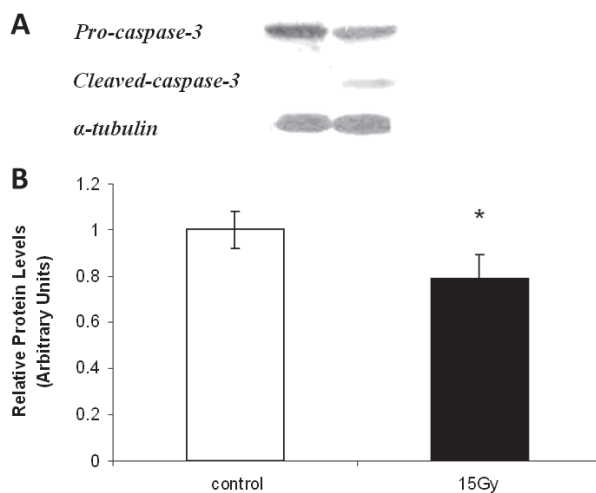 A
Pro-caspase-3
Cleaved-caspase-3
α-tubulin
B
Relative Protein Levels
(Arbitrary Units)
1.2
1
0.8
0.6
0.4
0.2
0
*
control
15Gy